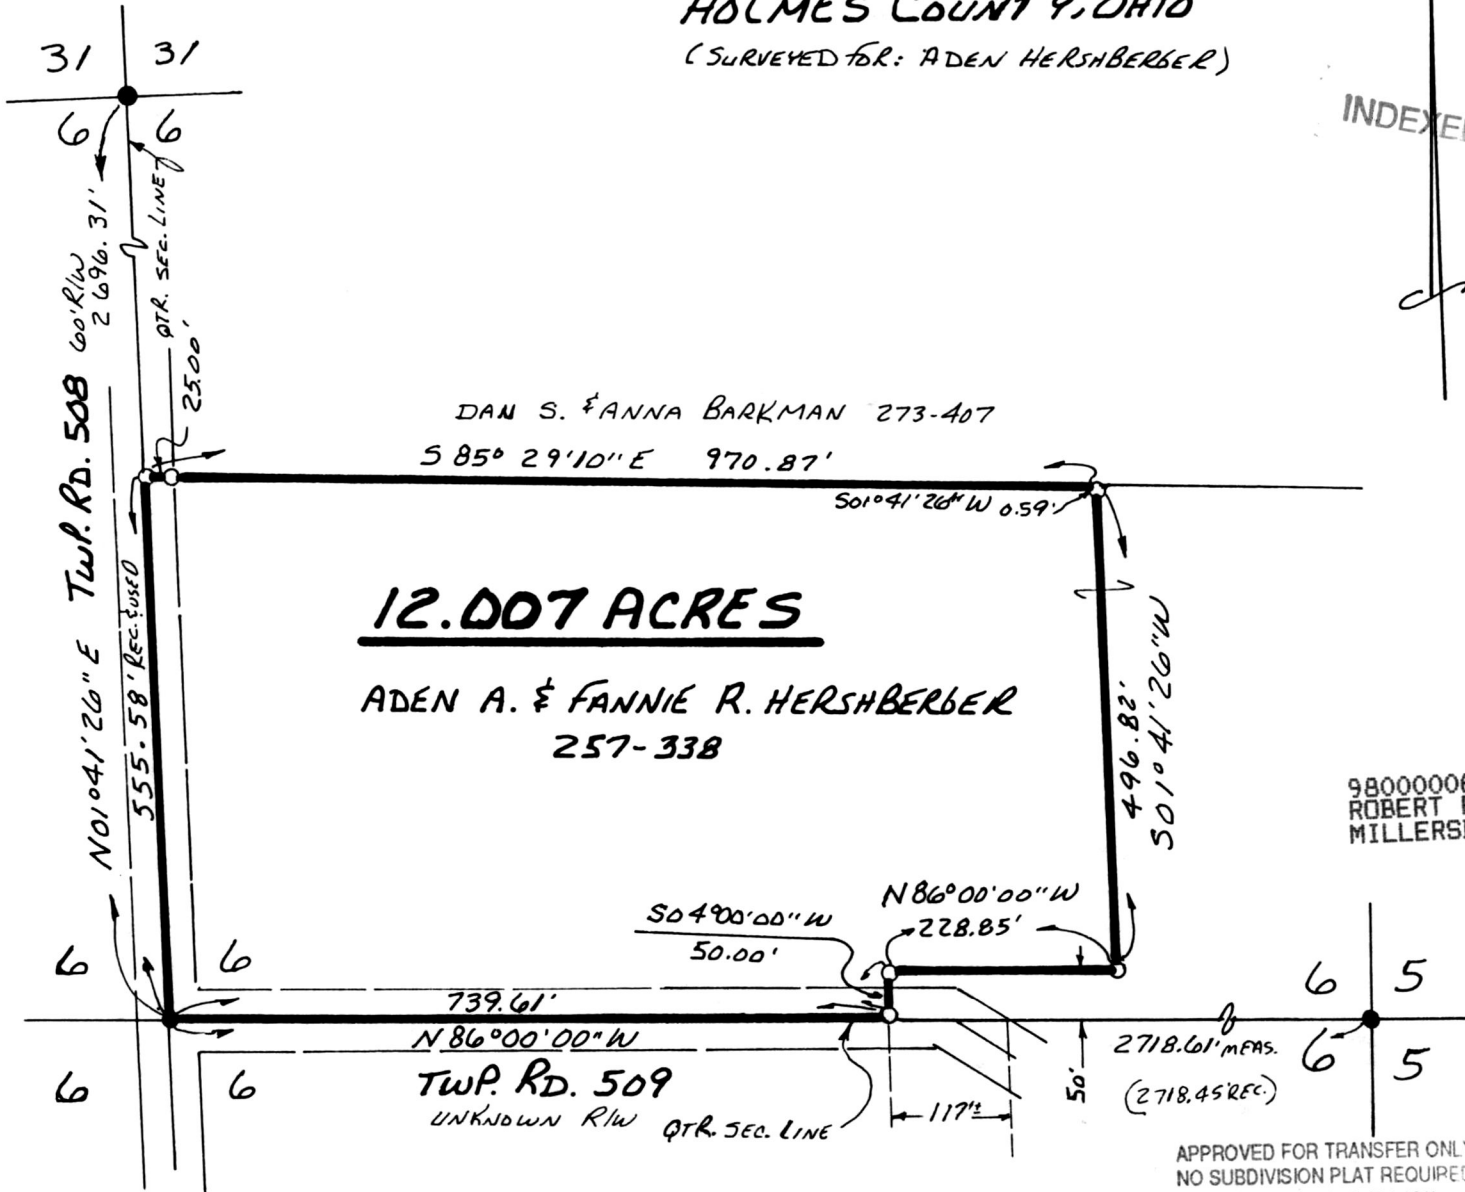 HOLMES COUNTY, OHIO
(SURVEYED FOR: ADEN HERSHBERGER)
31 31
6 6
QTR. SEC. LINE
2696.31'
60' R/W
TWP. RD. 508
N01°41'26"E
25.00'
DAN S. & ANNA BARKMAN 273-407
S 85° 29'10" E 970.87'
S01°41'26"W 0.59'
555.58' REC. & USED
12.007 ACRES
ADEN A. & FANNIE R. HERSHBERGER
257-338
496.82'
S01°41'26"W
98000006
ROBERT
MILLERS
N86°00'00"W
228.85'
S04°00'00"W
50.00'
6 6
739.61'
N86°00'00"W
TWP. RD. 509
UNKNOWN R/W
QTR. SEC. LINE
117'±
50'
2718.61' MEAS.
(2718.45 REC.)
6 5
6 5
6 6
APPROVED FOR TRANSFER ONLY
NO SUBDIVISION PLAT REQUIRED
INDEXE